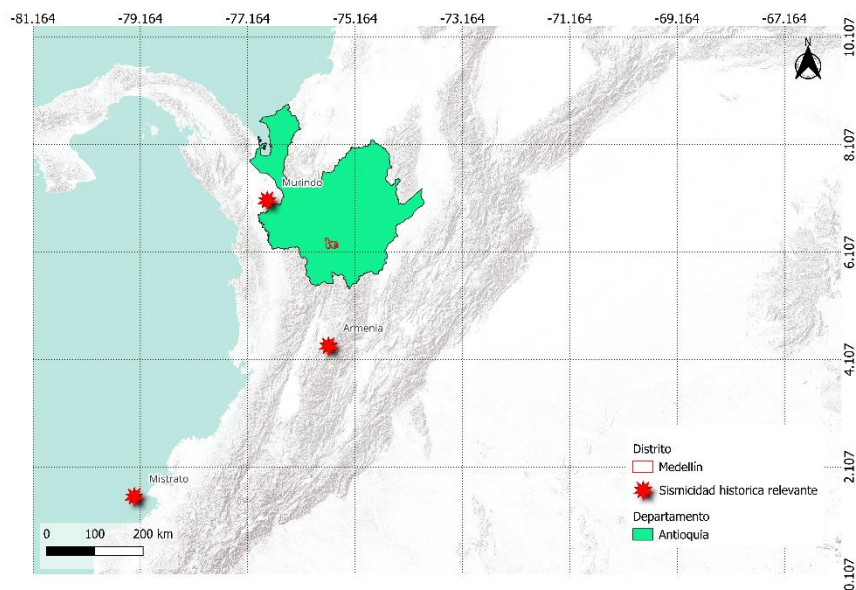 -81.164 -79.164 -77.164 -75.164 -73.164 -71.164 -69.164 -67.164
10.107
N
8.107
Murindo
6.107
Armenia
4.107
Distrito
Medellín
Mistrato
2.107
Sismicidad historica relevante
Departamento
0 100 200 km
Antioquia
0.107